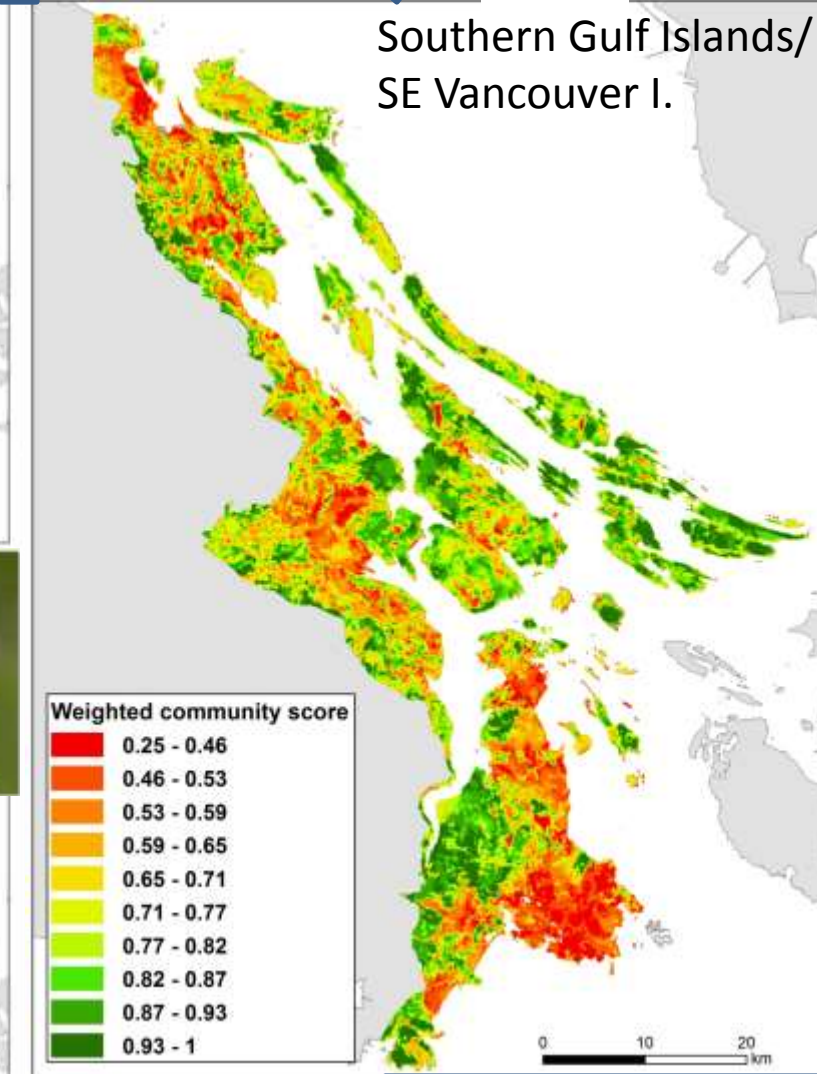 Southern Gulf Islands/
SE Vancouver I.
Weighted community score
0.25 - 0.46
0.46 - 0.53
0.53 - 0.59
0.59 - 0.65
0.65 - 0.71
0.71 - 0.77
0.77 - 0.82
0.82 - 0.87
0.87 - 0.93
0.93 - 1
0 10 20
km